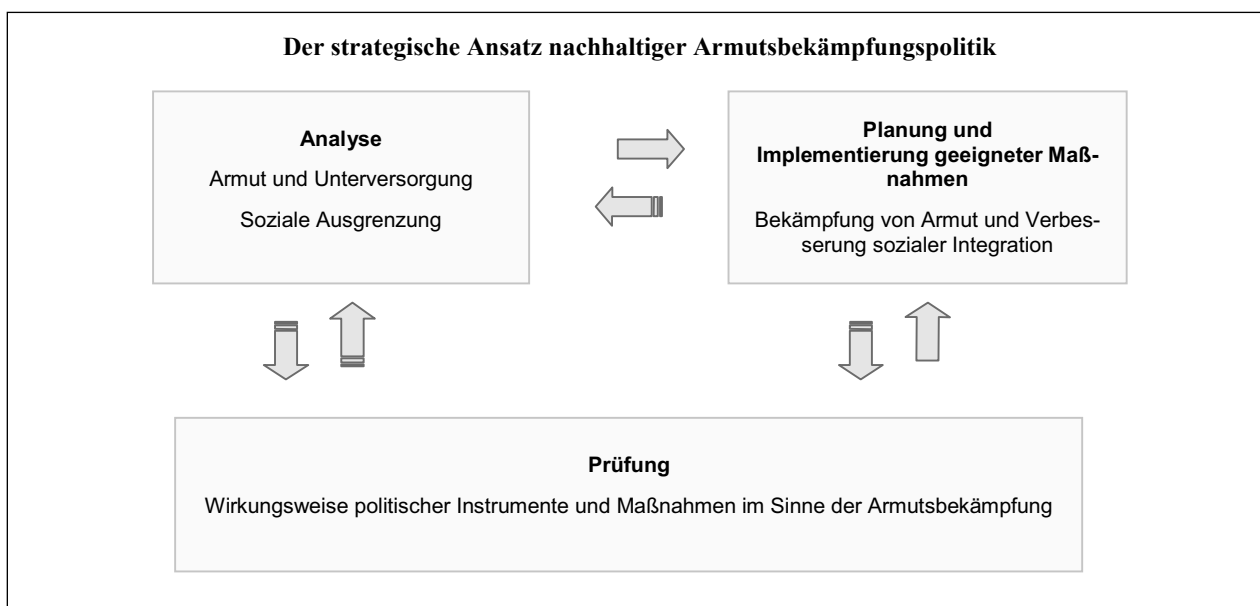 Der strategische Ansatz nachhaltiger Armutsbekämpfungspolitik
Analyse
Armut und Unterversorgung
Soziale Ausgrenzung
Planung und
Implementierung geeigneter Maß-
nahmen
Bekämpfung von Armut und Verbes-
serung sozialer Integration
Prüfung
Wirkungsweise politischer Instrumente und Maßnahmen im Sinne der Armutsbekämpfung